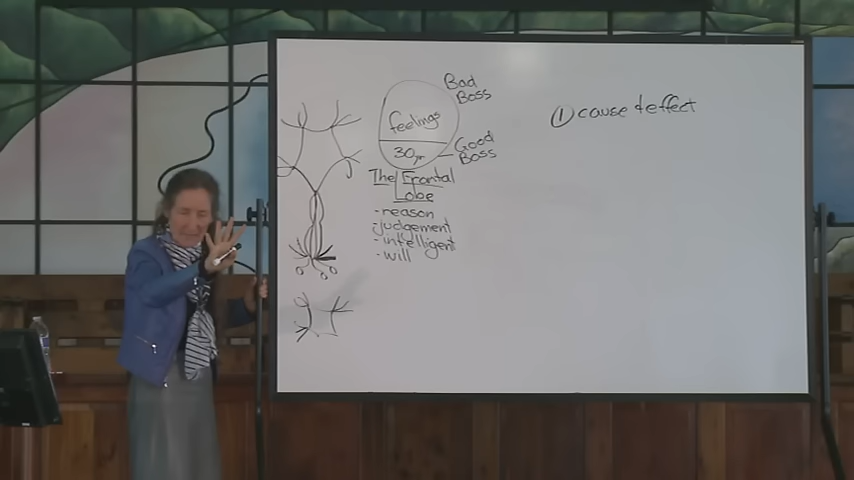 Bad
Boss
feelings
30yr
Good
Boss
The Frontal
Lobe
- reason
- judgement
- intelligent
- will
① cause & effect